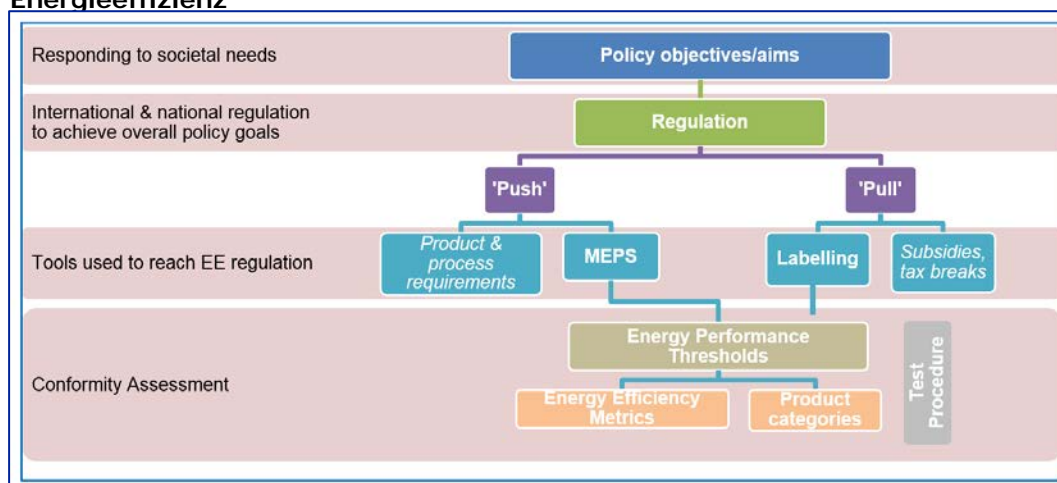 Energieeffizienz
Responding to societal needs
Policy objectives/aims
International & national regulation
to achieve overall policy goals
Regulation
'Push'
'Pull'
Tools used to reach EE regulation
Product &
process
requirements
MEPS
Labelling
Subsidies,
tax breaks
Conformity Assessment
Energy Performance
Thresholds
Energy Efficiency
Metrics
Product
categories
Test
Procedure